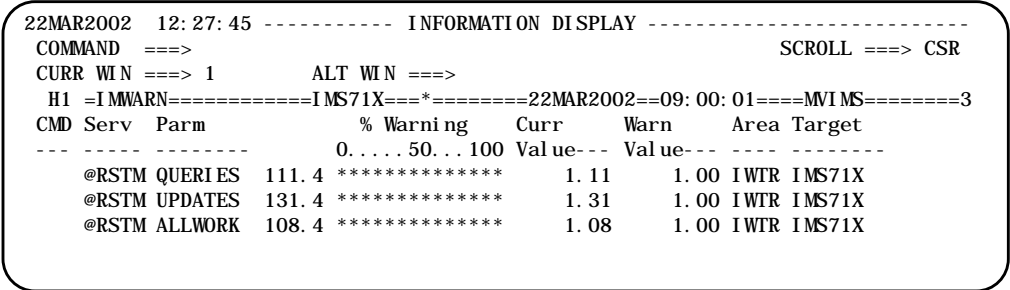 22MAR2002  12:27:45 ----------- INFORMATION DISPLAY ---------------------------
COMMAND  ===>                                                  SCROLL ===> CSR
CURR WIN ===> 1        ALT WIN ===>
H1 =IMWARN============IMS71X===*========22MAR2002==09:00:01====MVIMS========3
CMD Serv  Parm             % Warning    Curr     Warn     Area Target
--- ----- --------       0.....50...100 Value--- Value--- ---- --------
@RSTM QUERIES  111.4 **************     1.11     1.00 IWTR IMS71X
@RSTM UPDATES  131.4 **************     1.31     1.00 IWTR IMS71X
@RSTM ALLWORK  108.4 **************     1.08     1.00 IWTR IMS71X